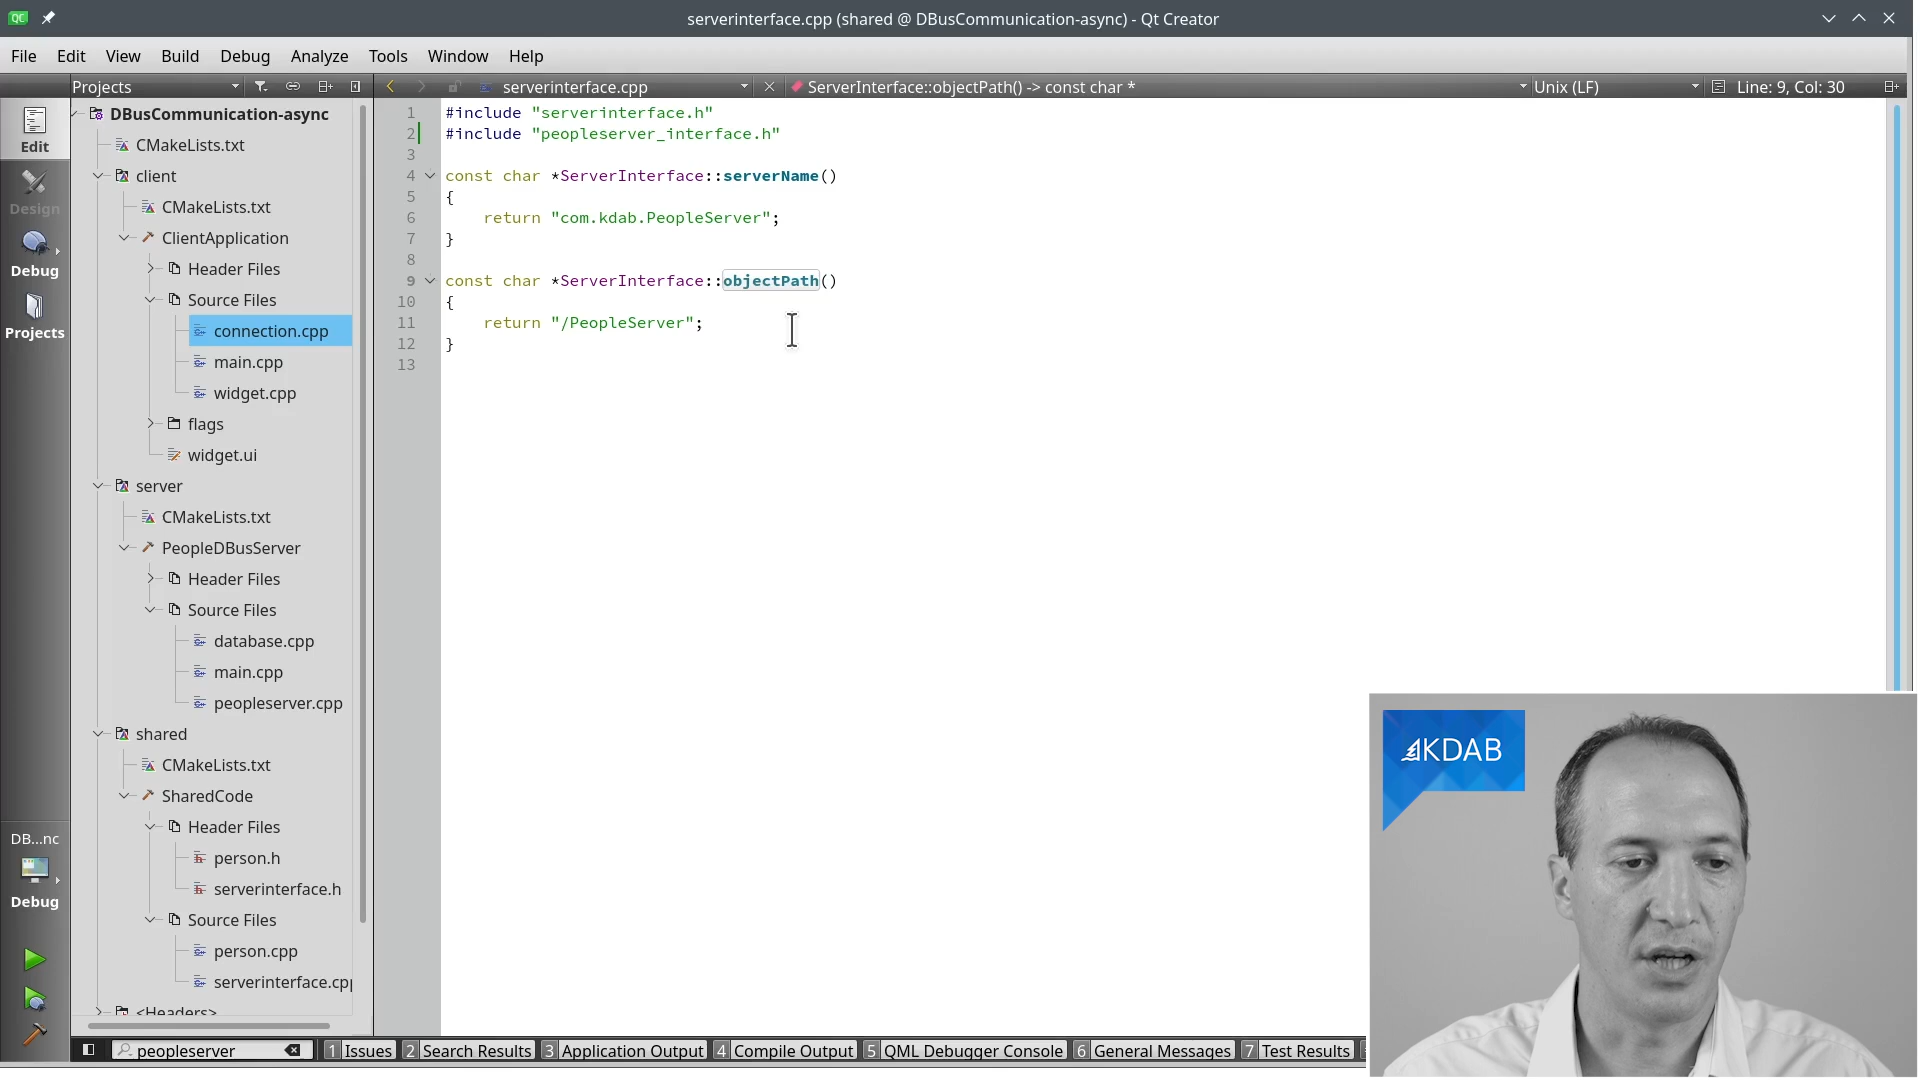 QC
serverinterface.cpp (shared @ DBusCommunication-async) - Qt Creator
File Edit View Build Debug Analyze Tools Window Help
Projects
serverinterface.cpp
ServerInterface::objectPath() -> const char *
Unix (LF)
Line: 9, Col: 30
Edit
Design
Debug
Projects
DB...nc
Debug
DBusCommunication-async
CMakeLists.txt
client
CMakeLists.txt
ClientApplication
Header Files
Source Files
connection.cpp
main.cpp
widget.cpp
flags
widget.ui
server
CMakeLists.txt
PeopleDBusServer
Header Files
Source Files
database.cpp
main.cpp
peopleserver.cpp
shared
CMakeLists.txt
SharedCode
Header Files
person.h
serverinterface.h
Source Files
person.cpp
serverinterface.cpp
<Headers>
1 #include "serverinterface.h"
2 #include "peopleserver_interface.h"
3
4 const char *ServerInterface::serverName()
5 {
6 return "com.kdab.PeopleServer";
7 }
8
9 const char *ServerInterface::objectPath()
10 {
11 return "/PeopleServer";
12 }
13
KDAB
peopleserver
1 Issues 2 Search Results 3 Application Output 4 Compile Output 5 QML Debugger Console 6 General Messages 7 Test Results